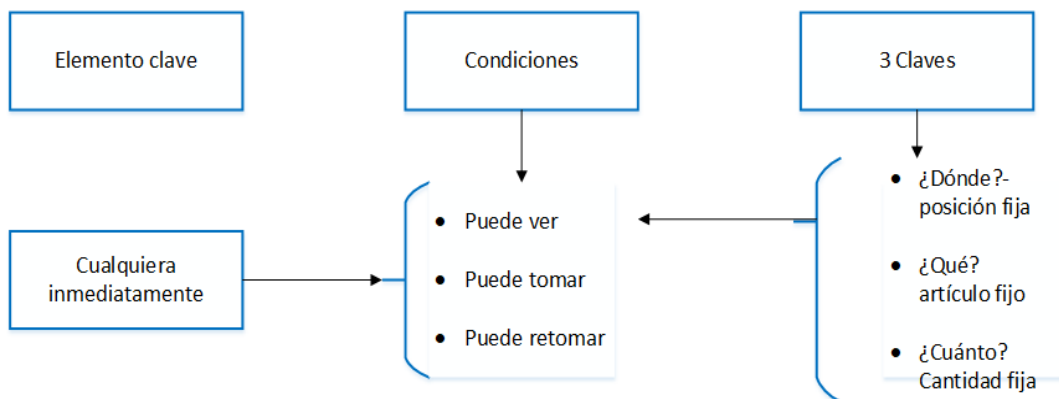 Elemento clave
Condiciones
3 Claves
Cualquiera
inmediatamente
● Puede ver
● Puede tomar
● Puede retomar
● ¿Dónde?-
posición fija
● ¿Qué?
artículo fijo
● ¿Cuánto?
Cantidad fija